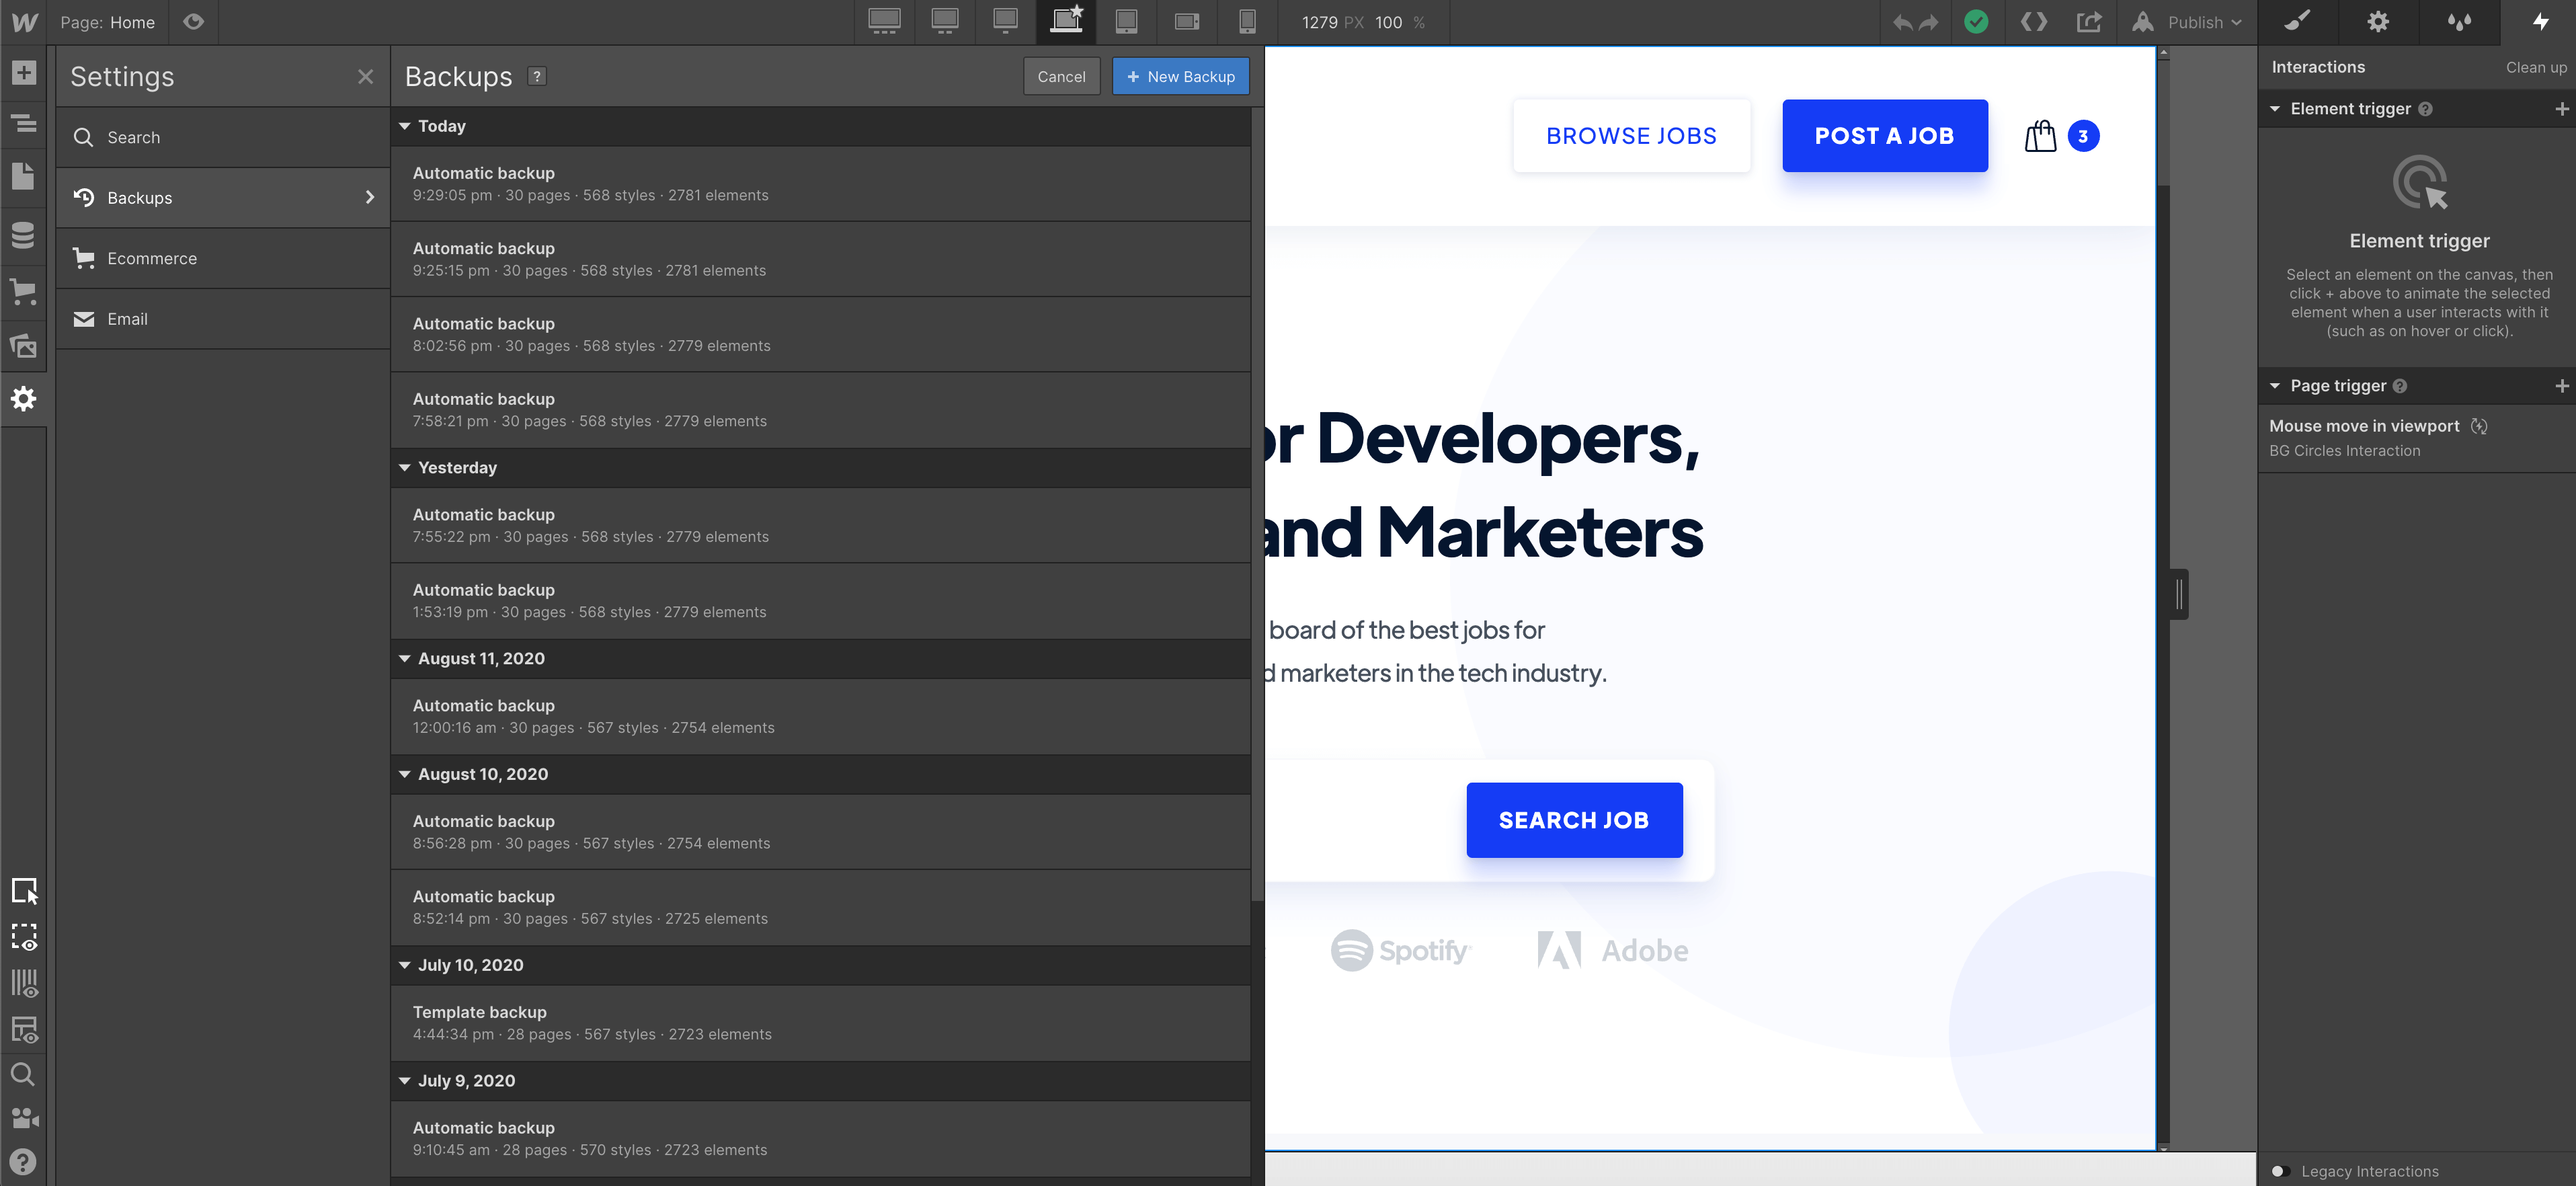 Page: Home
1279 PX 100 %
Publish
Settings
Search
Backups
Ecommerce
Email
Backups ?
Cancel
+ New Backup
Today
Automatic backup
9:29:05 pm · 30 pages · 568 styles · 2781 elements
Automatic backup
9:25:15 pm · 30 pages · 568 styles · 2781 elements
Automatic backup
8:02:56 pm · 30 pages · 568 styles · 2779 elements
Automatic backup
7:58:21 pm · 30 pages · 568 styles · 2779 elements
Yesterday
Automatic backup
7:55:22 pm · 30 pages · 568 styles · 2779 elements
Automatic backup
1:53:19 pm · 30 pages · 568 styles · 2779 elements
August 11, 2020
Automatic backup
12:00:16 am · 30 pages · 567 styles · 2754 elements
August 10, 2020
Automatic backup
8:56:28 pm · 30 pages · 567 styles · 2754 elements
Automatic backup
8:52:14 pm · 30 pages · 567 styles · 2725 elements
July 10, 2020
Template backup
4:44:34 pm · 28 pages · 567 styles · 2723 elements
July 9, 2020
Automatic backup
9:10:45 am · 28 pages · 570 styles · 2723 elements
BROWSE JOBS
POST A JOB
3
or Developers,
and Marketers
board of the best jobs for
d marketers in the tech industry.
SEARCH JOB
Spotify
Adobe
Interactions
Clean up
Element trigger ?
Element trigger
Select an element on the canvas, then
click + above to animate the selected
element when a user interacts with it
(such as on hover or click).
Page trigger ?
Mouse move in viewport
BG Circles Interaction
Legacy Interactions